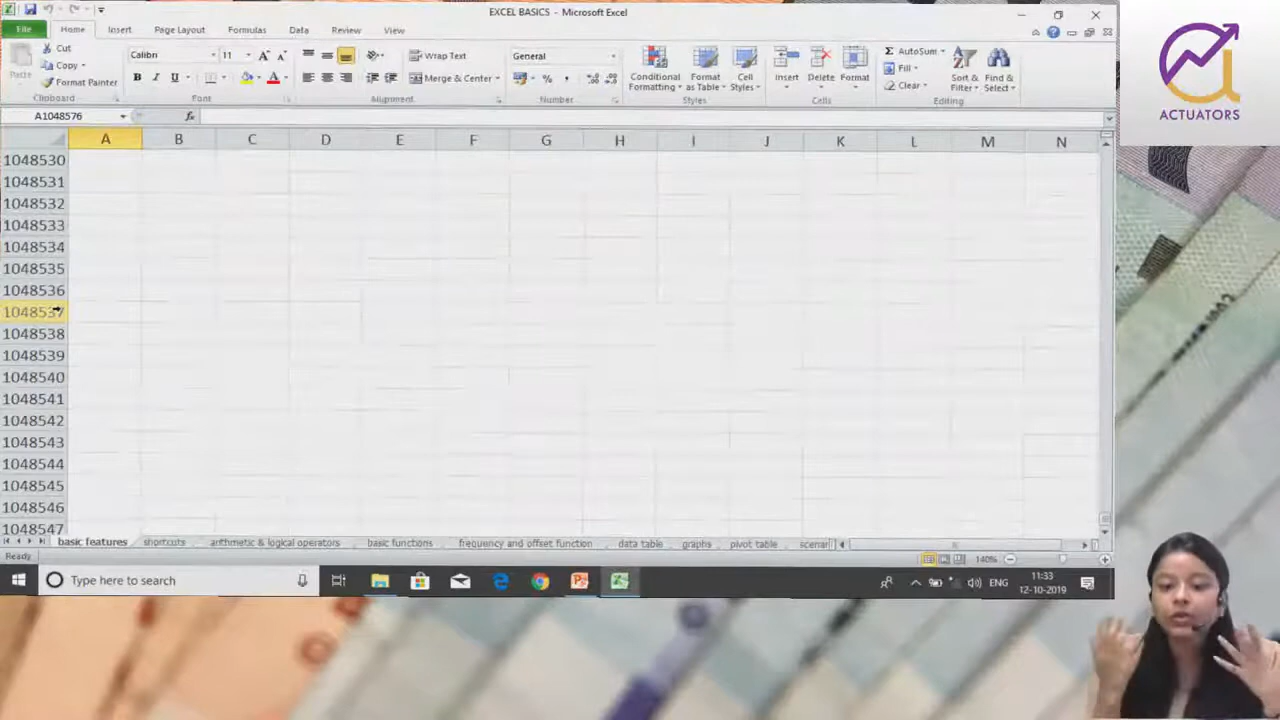 EXCEL BASICS - Microsoft Excel
File Home Insert Page Layout Formulas Data Review View
Cut
Copy
Format Painter
Paste
Clipboard
Calibri 11
B I U
Font
Wrap Text
Merge & Center
Alignment
General
% ,
Number
Conditional Formatting
Format as Table
Cell Styles
Styles
Insert Delete Format
Cells
AutoSum
Fill
Clear
Sort & Filter
Find & Select
Editing
A1048576 fx
A B C D E F G H I J K L M N
1048530
1048531
1048532
1048533
1048534
1048535
1048536
1048537
1048538
1048539
1048540
1048541
1048542
1048543
1048544
1048545
1048546
1048547
basic features shortcuts arithmetic & logical operators basic functions frequency and offset function data table graphs pivot table scenari
Ready 140%
Type here to search
ENG 11:33
12-10-2019
ACTUATORS